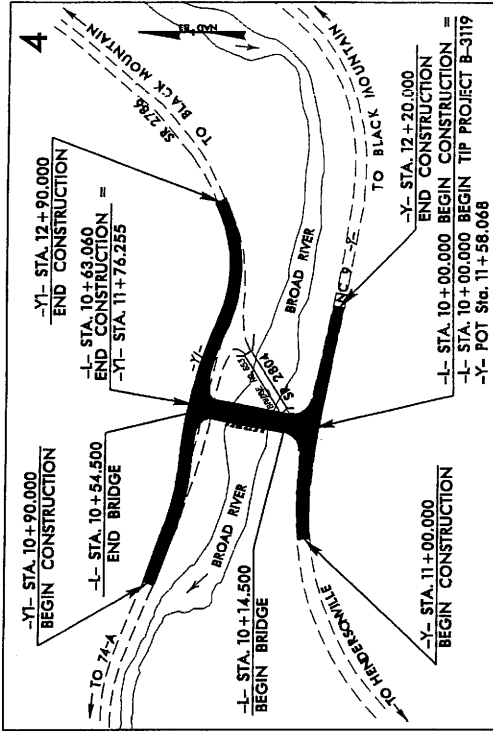 4
NAD '83
TO BLACK MOUNTAIN
SR 2786
-Y1- STA. 12+90.000
END CONSTRUCTION
-L- STA. 10+63.060
END CONSTRUCTION =
-Y1- STA. 11+76.255
-L- STA. 10+54.500
END BRIDGE
-Y1- STA. 10+90.000
BEGIN CONSTRUCTION
TO 74-A
-Y1-
SR 2804
BROAD RIVER
BROAD RIVER
NC 9
-Y-
TO BLACK MOUNTAIN
-L- STA. 10+14.500
BEGIN BRIDGE
TO HENDERSONVILLE
-Y- STA. 11+00.000
BEGIN CONSTRUCTION
-Y- STA. 12+20.000
END CONSTRUCTION
-L- STA. 10+00.000 BEGIN CONSTRUCTION =
-L- STA. 10+00.000 BEGIN TIP PROJECT B-3119
-Y- POT Sta. 11+58.068